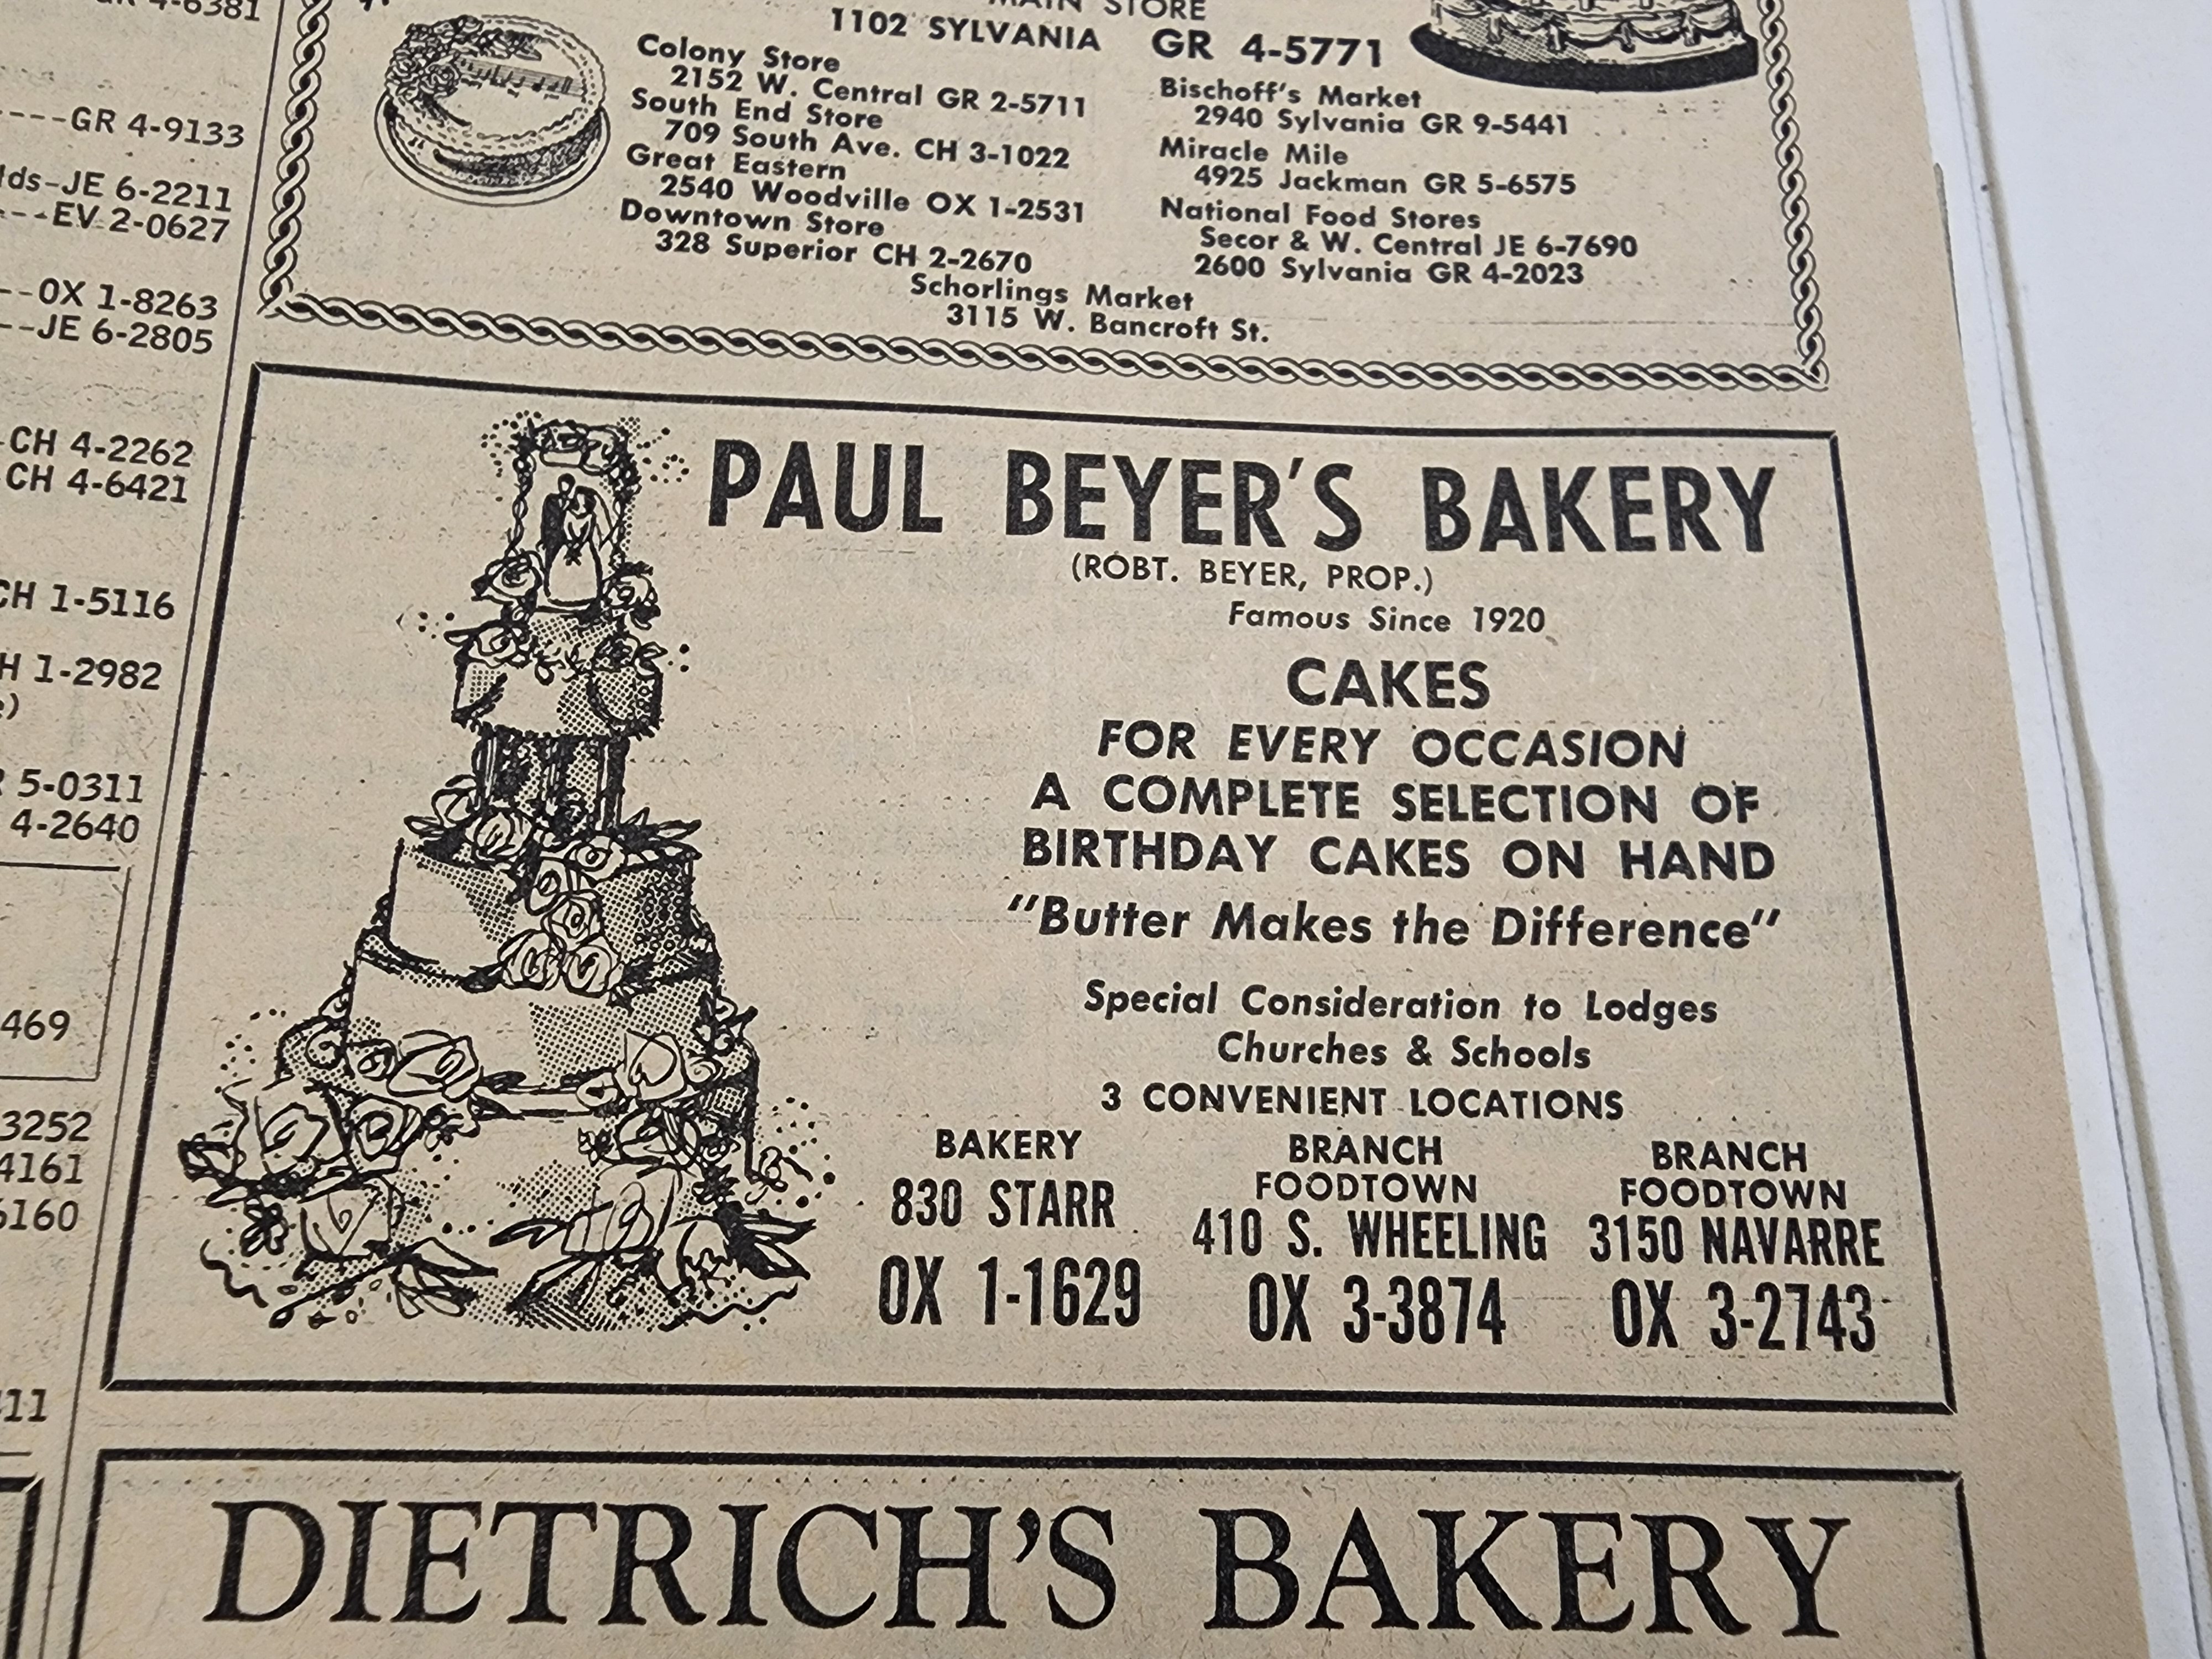 4-6381
GR 4-9133
lds-JE 6-2211
EV 2-0627
OX 1-8263
JE 6-2805
CH 4-2262
CH 4-6421
CH 1-5116
H 1-2982
5-0311
4-2640
469
3252
4161
6160
411
MAIN STORE
1102 SYLVANIA GR 4-5771
Colony Store
2152 W. Central GR 2-5711
South End Store
709 South Ave. CH 3-1022
Great Eastern
2540 Woodville OX 1-2531
Downtown Store
328 Superior CH 2-2670
Bischoff's Market
2940 Sylvania GR 9-5441
Miracle Mile
4925 Jackman GR 5-6575
National Food Stores
Secor & W. Central JE 6-7690
2600 Sylvania GR 4-2023
Schorlings Market
3115 W. Bancroft St.
PAUL BEYER'S BAKERY
(ROBT. BEYER, PROP.)
Famous Since 1920
CAKES
FOR EVERY OCCASION
A COMPLETE SELECTION OF
BIRTHDAY CAKES ON HAND
"Butter Makes the Difference"
Special Consideration to Lodges
Churches & Schools
3 CONVENIENT LOCATIONS
BAKERY
830 STARR
OX 1-1629
BRANCH
FOODTOWN
410 S. WHEELING
OX 3-3874
BRANCH
FOODTOWN
3150 NAVARRE
OX 3-2743
DIETRICH'S BAKERY